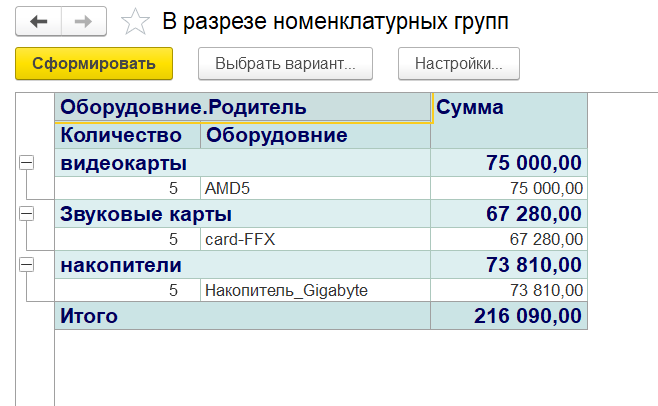 В разрезе номенклатурных групп
Сформировать Выбрать вариант... Настройки...
Оборудовние.Родитель Сумма
Количество Оборудовние
видеокарты 75 000,00
5 AMD5 75 000,00
Звуковые карты 67 280,00
5 card-FFX 67 280,00
накопители 73 810,00
5 Накопитель_Gigabyte 73 810,00
Итого 216 090,00